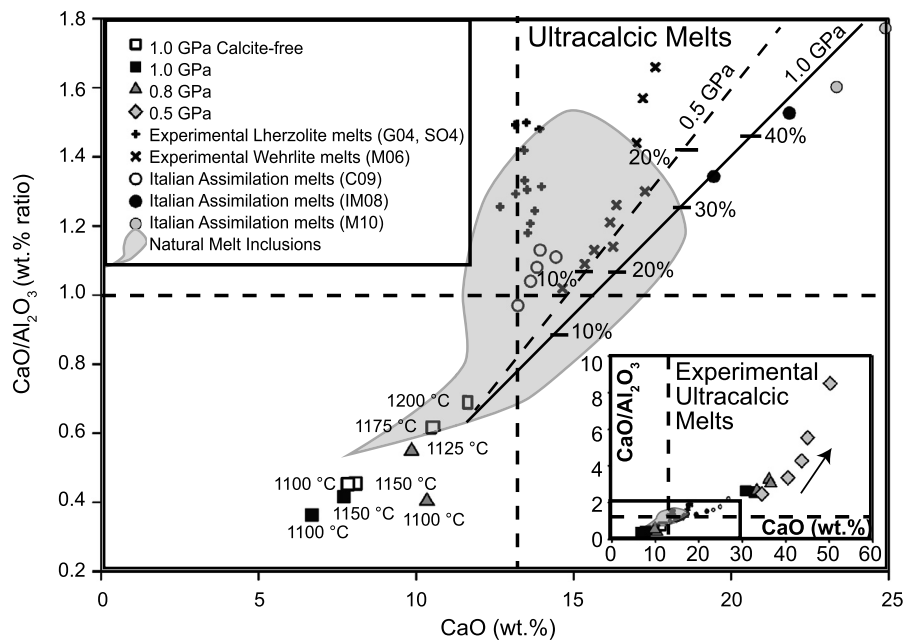 1.8
1.6
1.4
1.2
1.0
0.8
0.6
0.4
0.2
CaO/Al2O3 (wt.% ratio)
1.0 GPa Calcite-free
1.0 GPa
0.8 GPa
0.5 GPa
Experimental Lherzolite melts (G04, SO4)
Experimental Wehrlite melts (M06)
Italian Assimilation melts (C09)
Italian Assimilation melts (IM08)
Italian Assimilation melts (M10)
Natural Melt Inclusions
Ultracalcic Melts
0.5 GPa
1.0 GPa
20%
40%
30%
10%
20%
10%
1200 °C
1175 °C
1125 °C
1100 °C
1150 °C
1150 °C
1100 °C
1100 °C
10
8
6
4
2
0
CaO/Al2O3
Experimental
Ultracalcic
Melts
CaO (wt.%)
0
10
20
30
40
50
60
0
5
10
15
20
25
CaO (wt.%)